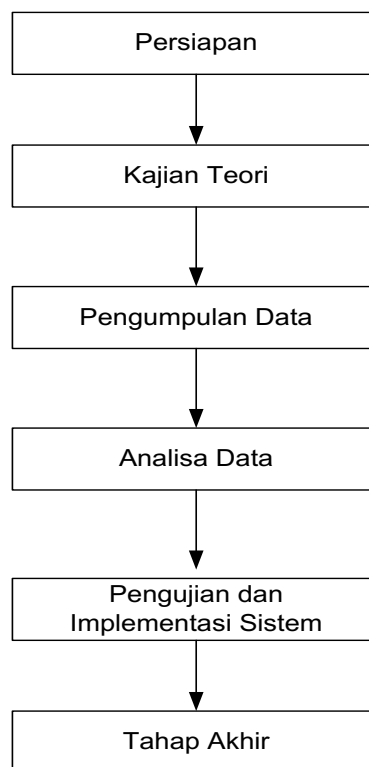 Persiapan
Kajian Teori
Pengumpulan Data
Analisa Data
Pengujian dan
Implementasi Sistem
Tahap Akhir